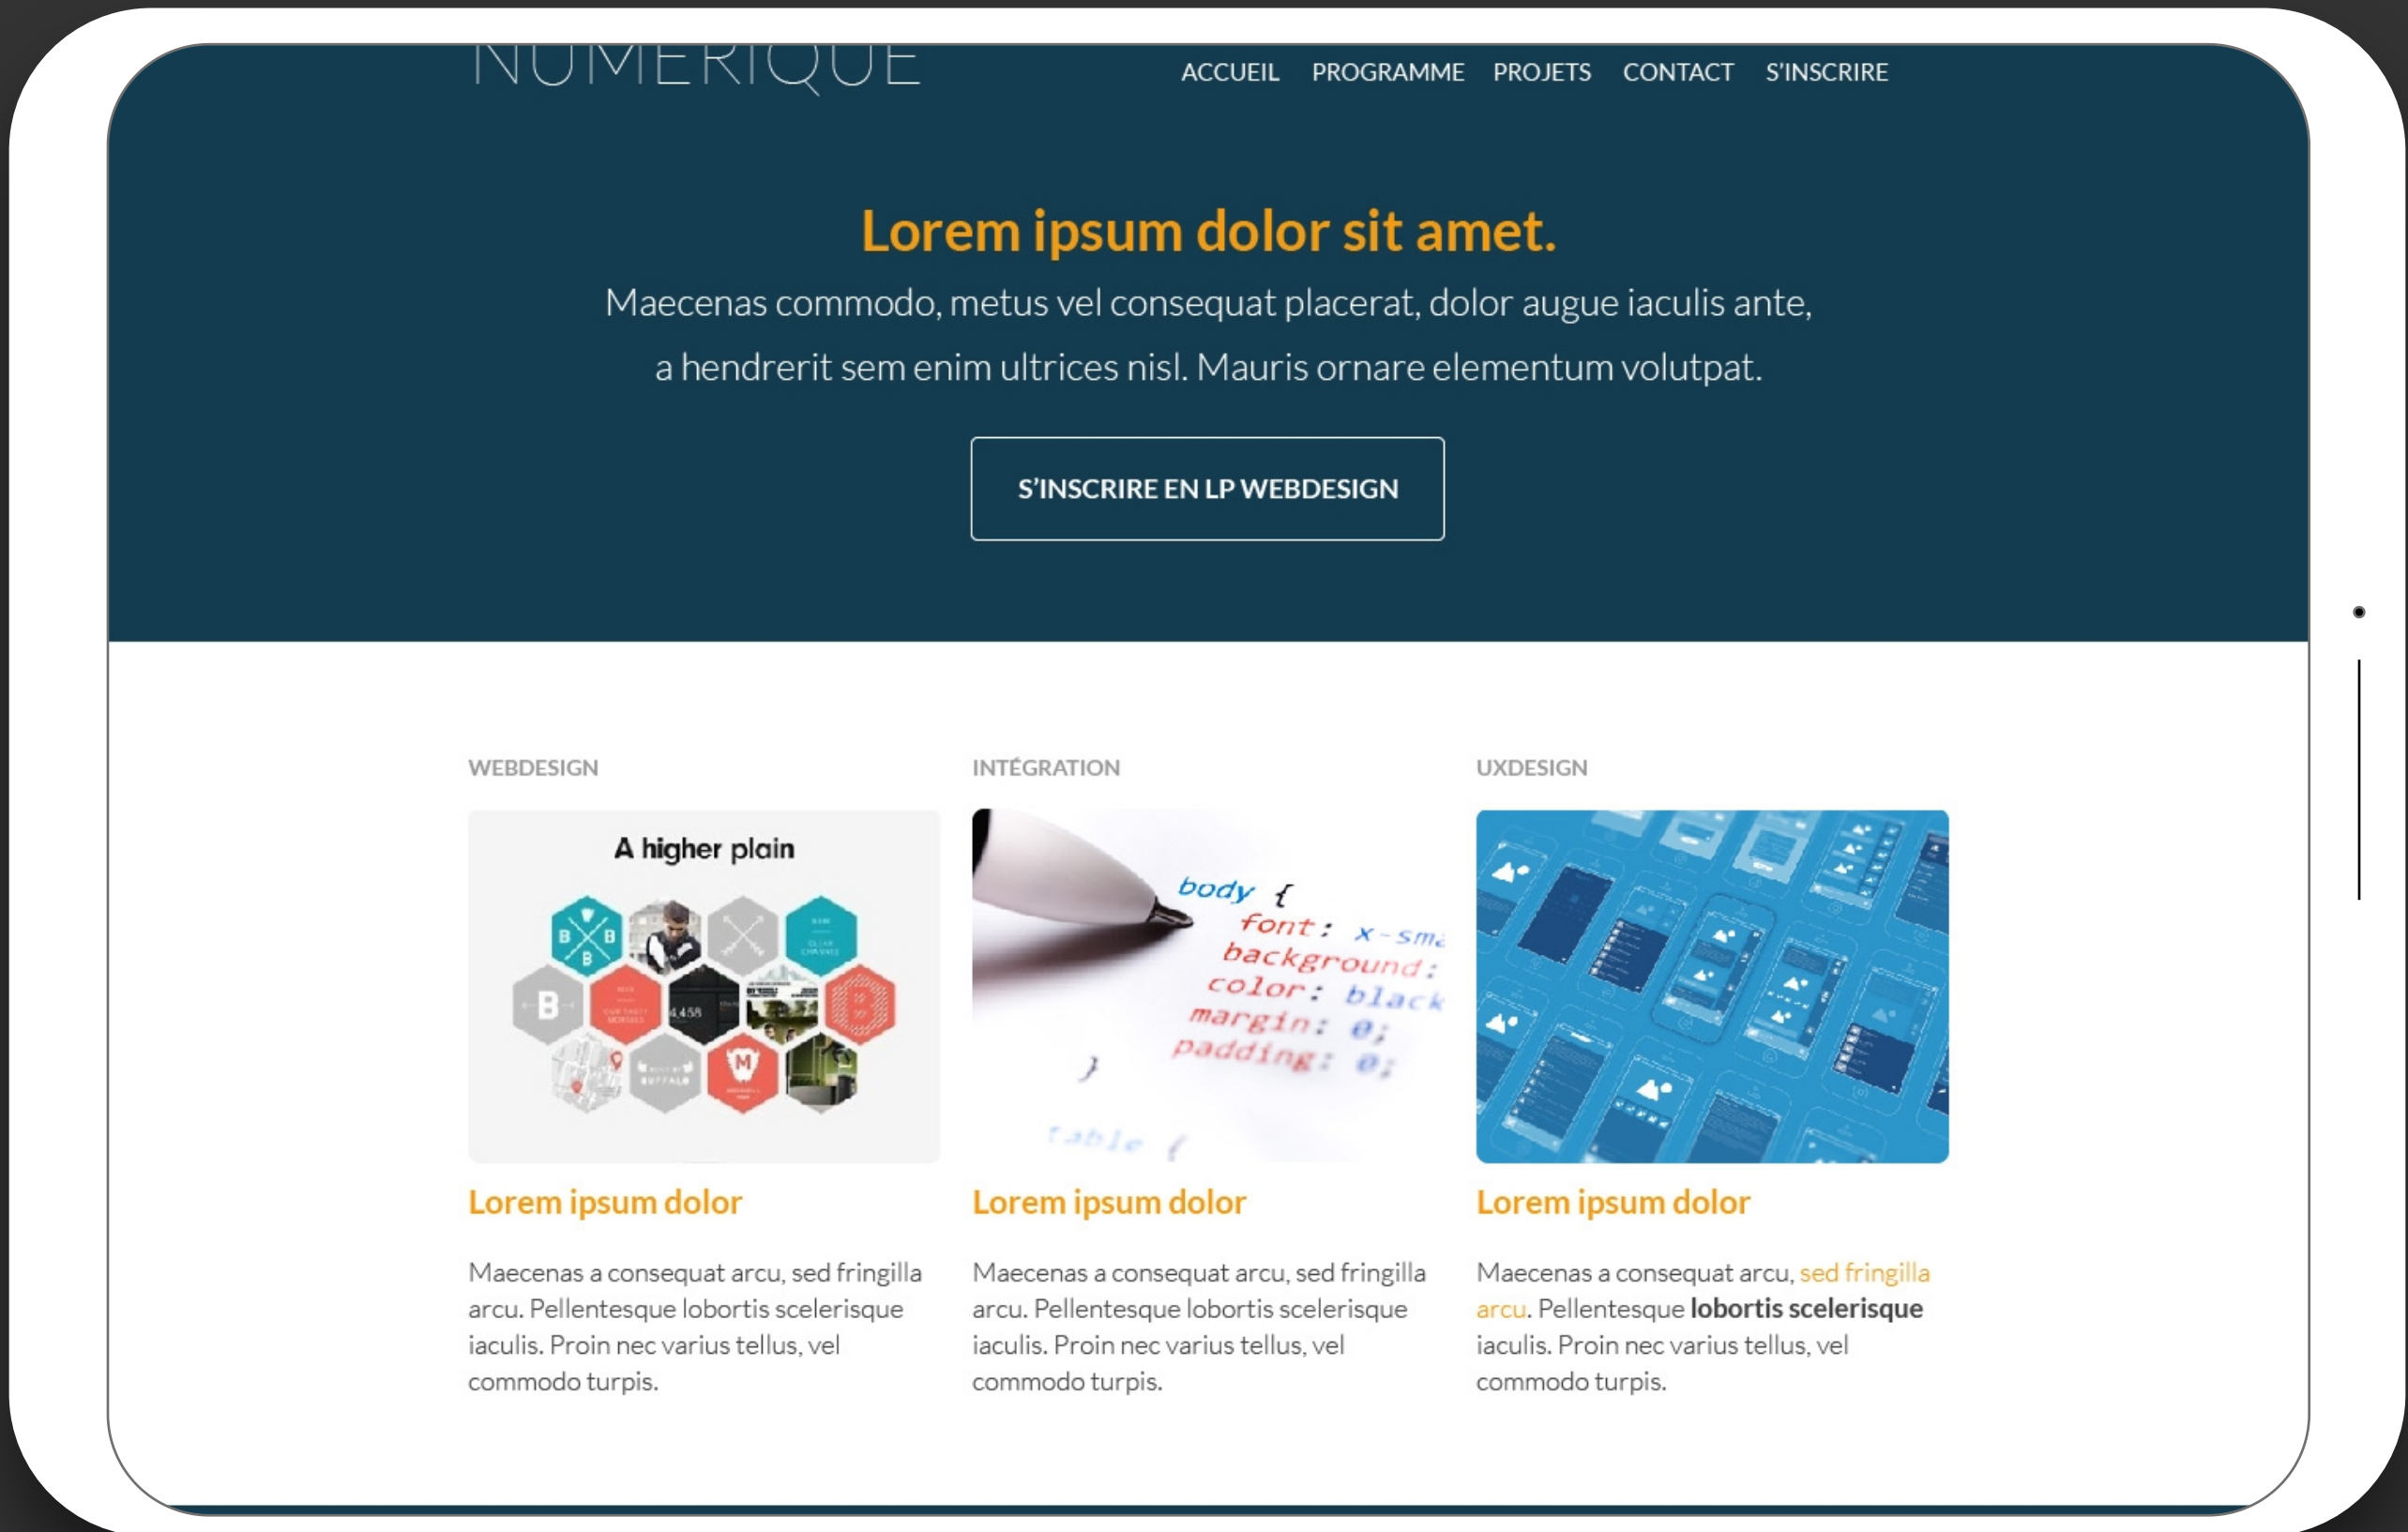 NUMERIQUE
ACCUEIL PROGRAMME PROJETS CONTACT S'INSCRIRE
Lorem ipsum dolor sit amet.
Maecenas commodo, metus vel consequat placerat, dolor augue iaculis ante,
a hendrerit sem enim ultrices nisl. Mauris ornare elementum volutpat.
S'INSCRIRE EN LP WEBDESIGN
WEBDESIGN
A higher plain
B B
B
B
4,458
B
BUFFALO
M
Lorem ipsum dolor
Maecenas a consequat arcu, sed fringilla
arcu. Pellentesque lobortis scelerisque
iaculis. Proin nec varius tellus, vel
commodo turpis.
INTÉGRATION
body {
font: x-sma
background:
color: black
margin: 0;
padding: 0;
}
table {
Lorem ipsum dolor
Maecenas a consequat arcu, sed fringilla
arcu. Pellentesque lobortis scelerisque
iaculis. Proin nec varius tellus, vel
commodo turpis.
UXDESIGN
Lorem ipsum dolor
Maecenas a consequat arcu, sed fringilla
arcu. Pellentesque lobortis scelerisque
iaculis. Proin nec varius tellus, vel
commodo turpis.